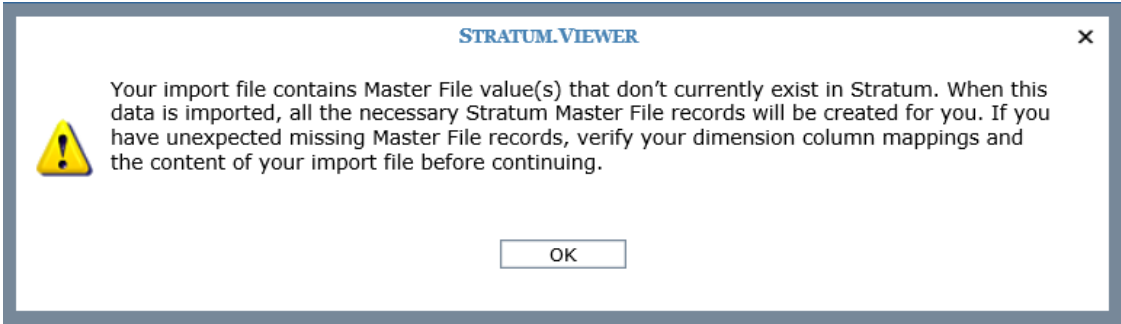 STRATUM.VIEWER
Your import file contains Master File value(s) that don't currently exist in Stratum. When this
data is imported, all the necessary Stratum Master File records will be created for you. If you
have unexpected missing Master File records, verify your dimension column mappings and
the content of your import file before continuing.
OK